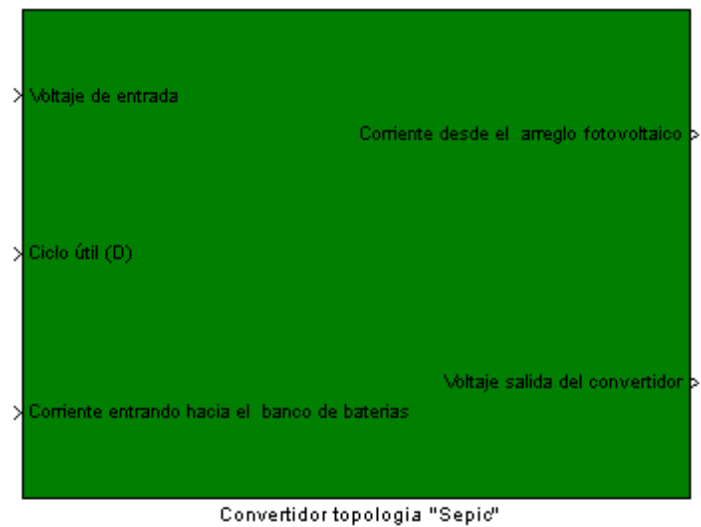 Voltaje de entrada
Corriente desde el arreglo fotovoltaico
Ciclo útil (D)
Voltaje salida del convertidor
Corriente entrando hacia el banco de baterias
Convertidor topologia "Sepic"